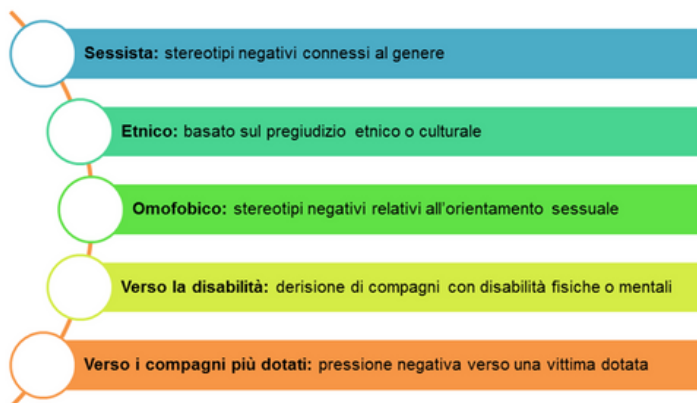 Sessista: stereotipi negativi connessi al genere
Etnico: basato sul pregiudizio etnico o culturale
Omofobico: stereotipi negativi relativi all'orientamento sessuale
Verso la disabilità: derisione di compagni con disabilità fisiche o mentali
Verso i compagni più dotati: pressione negativa verso una vittima dotata